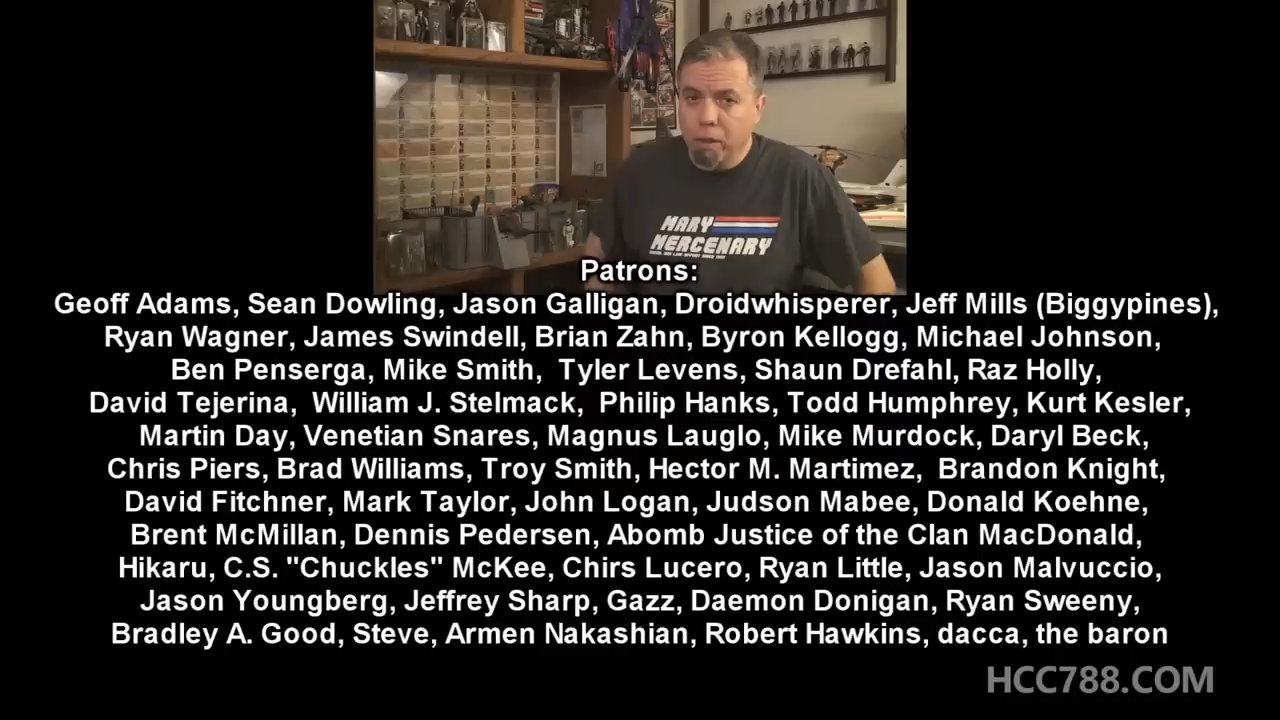 MARY
MERCENARY
Patrons:
Geoff Adams, Sean Dowling, Jason Galligan, Droidwhisperer, Jeff Mills (Biggypines),
Ryan Wagner, James Swindell, Brian Zahn, Byron Kellogg, Michael Johnson,
Ben Penserga, Mike Smith,  Tyler Levens, Shaun Drefahl, Raz Holly,
David Tejerina,  William J. Stelmack,  Philip Hanks, Todd Humphrey, Kurt Kesler,
Martin Day, Venetian Snares, Magnus Lauglo, Mike Murdock, Daryl Beck,
Chris Piers, Brad Williams, Troy Smith, Hector M. Martimez,  Brandon Knight,
David Fitchner, Mark Taylor, John Logan, Judson Mabee, Donald Koehne,
Brent McMillan, Dennis Pedersen, Abomb Justice of the Clan MacDonald,
Hikaru, C.S. "Chuckles" McKee, Chirs Lucero, Ryan Little, Jason Malvuccio,
Jason Youngberg, Jeffrey Sharp, Gazz, Daemon Donigan, Ryan Sweeny,
Bradley A. Good, Steve, Armen Nakashian, Robert Hawkins, dacca, the baron
HCC788.COM